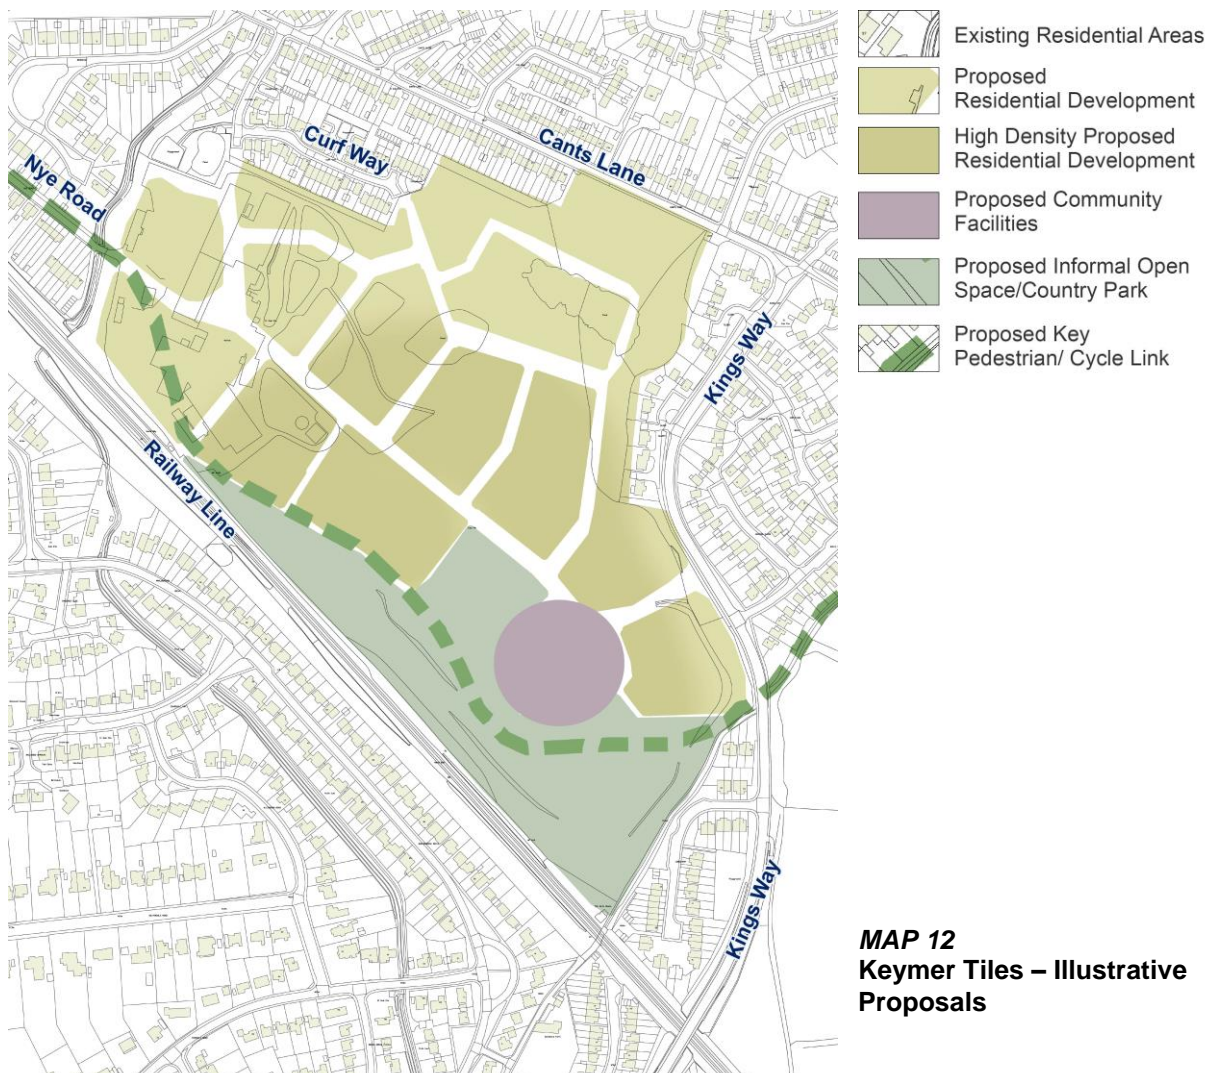 Existing Residential Areas
Proposed
Residential Development
High Density Proposed
Residential Development
Proposed Community
Facilities
Proposed Informal Open
Space/Country Park
Proposed Key
Pedestrian/ Cycle Link
Curf Way
Cants Lane
Nye Road
Kings Way
Railway Line
Kings Way
MAP 12
Keymer Tiles – Illustrative
Proposals